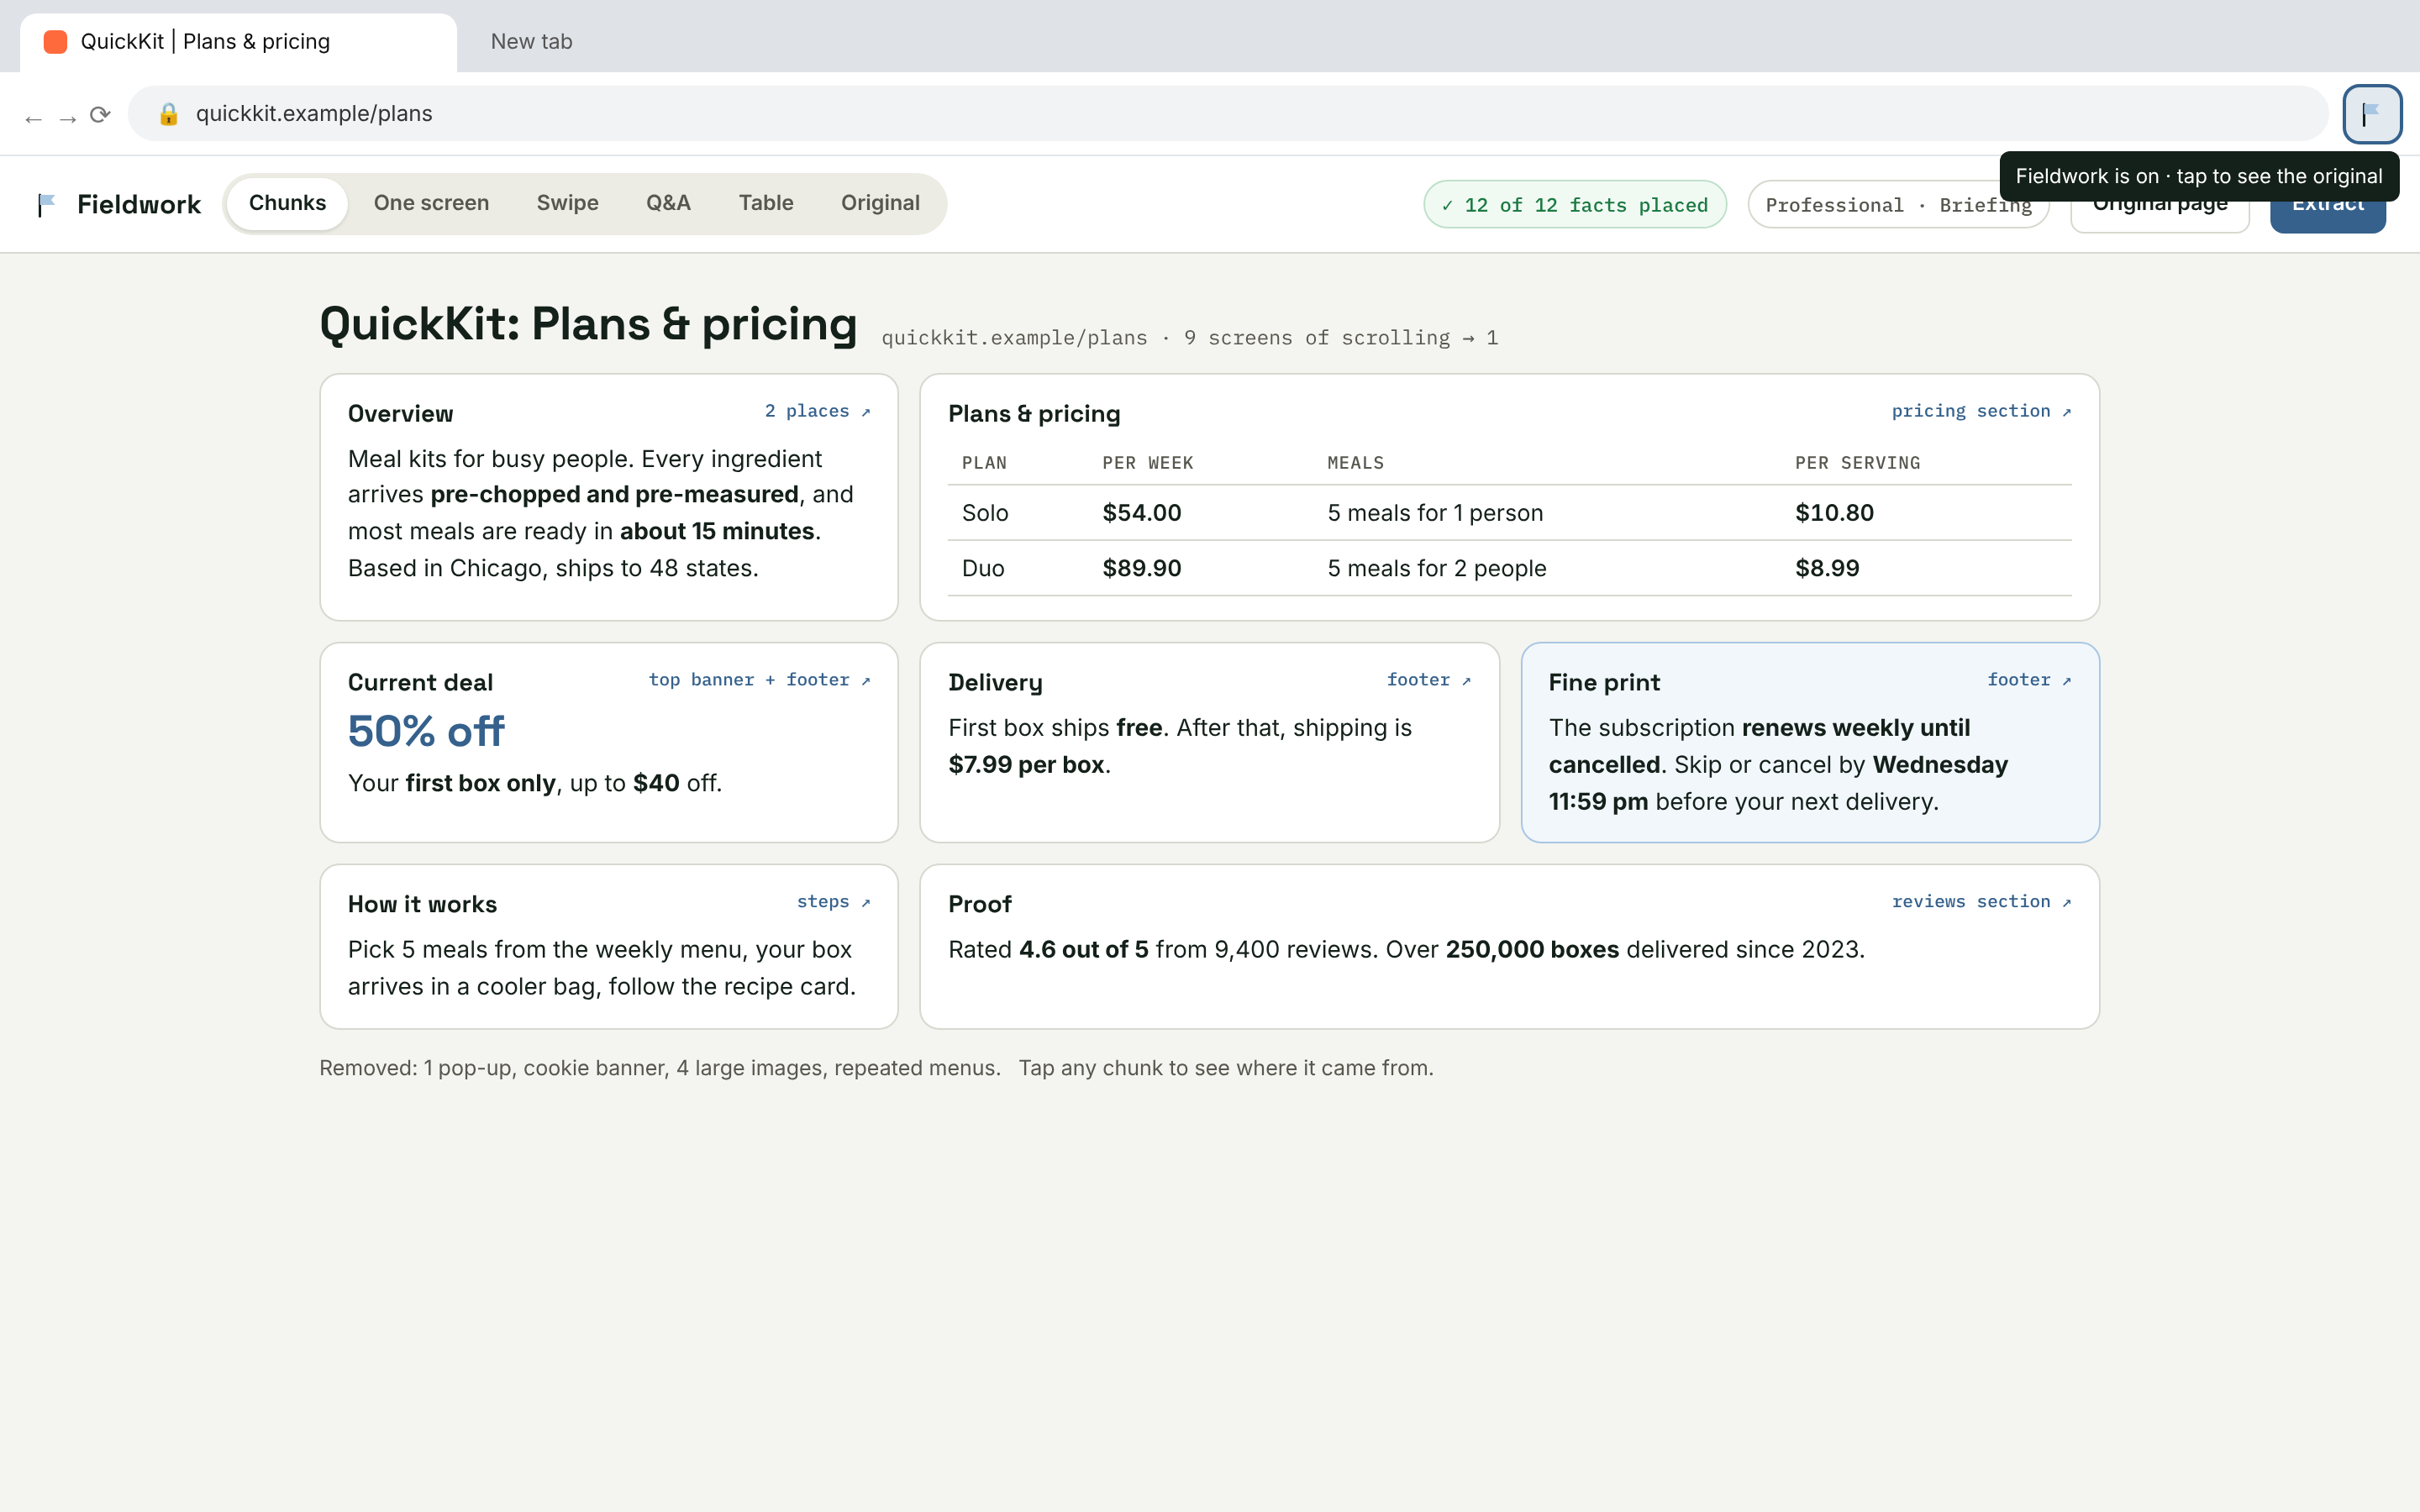 QuickKit | Plans & pricing
New tab
← → ⟳ quickkit.example/plans
Fieldwork is on · tap to see the original
Fieldwork
Chunks One screen Swipe Q&A Table Original
✓ 12 of 12 facts placed
Professional · Briefing
Original page
Extract
QuickKit: Plans & pricing
quickkit.example/plans · 9 screens of scrolling → 1
Overview
2 places ↗
Meal kits for busy people. Every ingredient
arrives pre-chopped and pre-measured, and
most meals are ready in about 15 minutes.
Based in Chicago, ships to 48 states.
Plans & pricing
pricing section ↗
PLAN PER WEEK MEALS PER SERVING
Solo $54.00 5 meals for 1 person $10.80
Duo $89.90 5 meals for 2 people $8.99
Current deal
top banner + footer ↗
50% off
Your first box only, up to $40 off.
Delivery
footer ↗
First box ships free. After that, shipping is
$7.99 per box.
Fine print
footer ↗
The subscription renews weekly until
cancelled. Skip or cancel by Wednesday
11:59 pm before your next delivery.
How it works
steps ↗
Pick 5 meals from the weekly menu, your box
arrives in a cooler bag, follow the recipe card.
Proof
reviews section ↗
Rated 4.6 out of 5 from 9,400 reviews. Over 250,000 boxes delivered since 2023.
Removed: 1 pop-up, cookie banner, 4 large images, repeated menus. Tap any chunk to see where it came from.